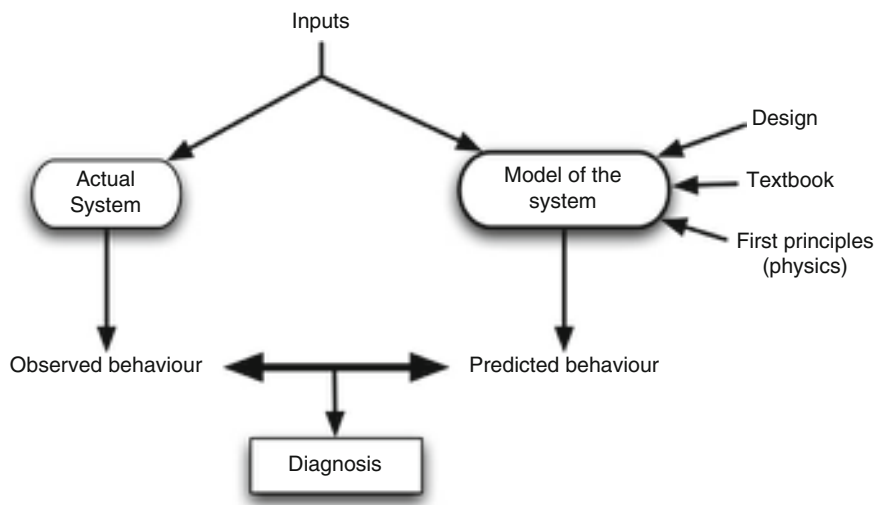 Inputs
Design
Actual
System
Model of the
system
Textbook
First principles
(physics)
Observed behaviour
Predicted behaviour
Diagnosis